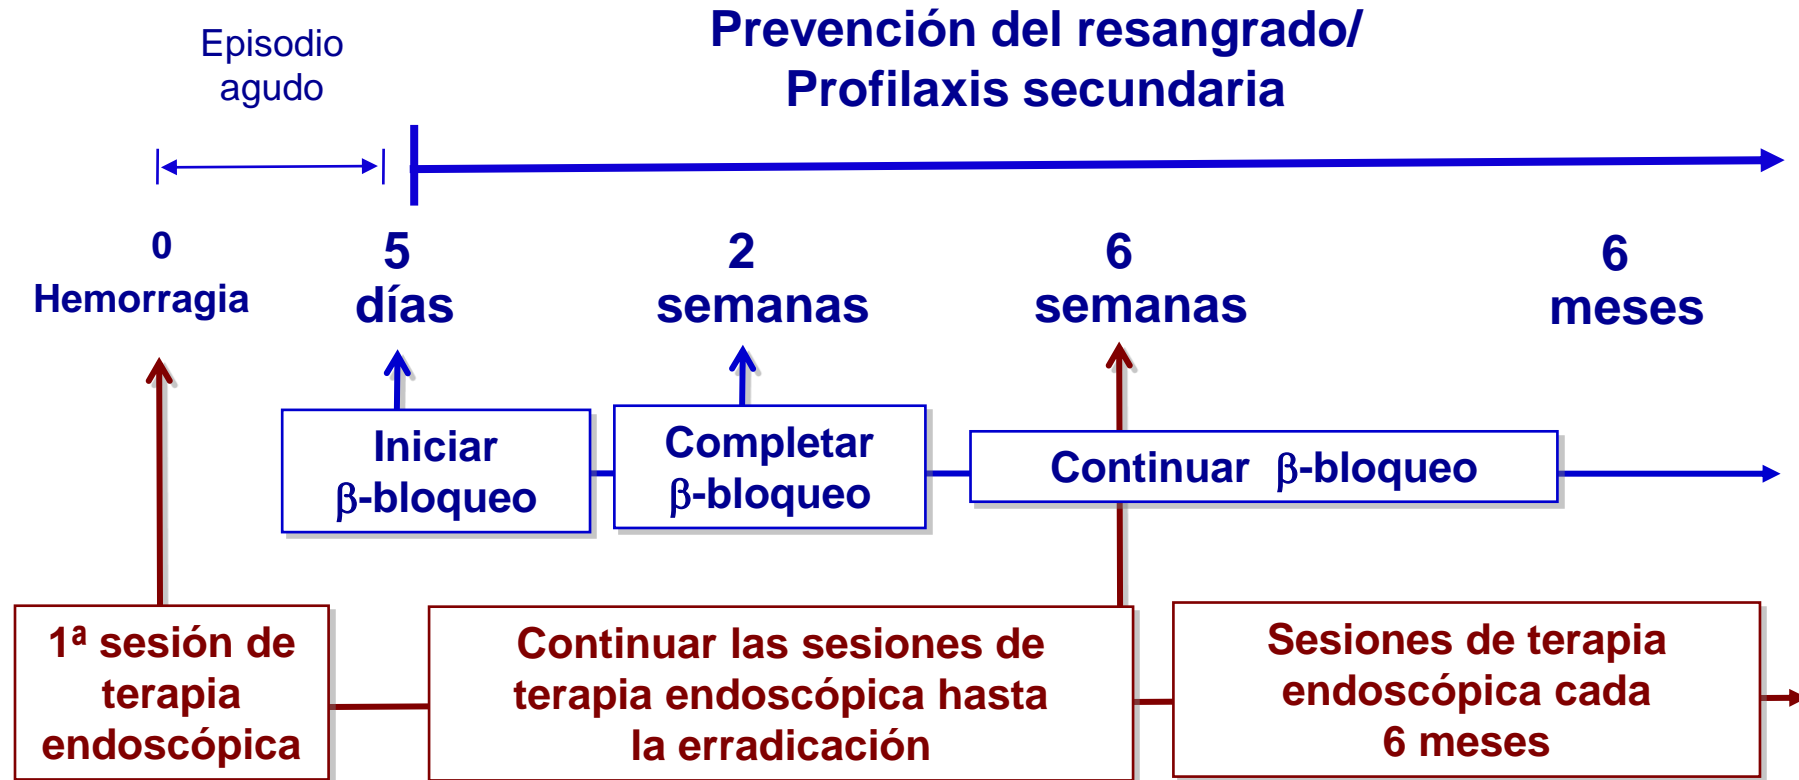 Episodio
agudo
Prevención del resangrado/
Profilaxis secundaria
0
Hemorragia
5
días
2
semanas
6
semanas
6
meses
Iniciar
β-bloqueo
Completar
β-bloqueo
Continuar β-bloqueo
1ª sesión de
terapia
endoscópica
Continuar las sesiones de
terapia endoscópica hasta
la erradicación
Sesiones de terapia
endoscópica cada
6 meses